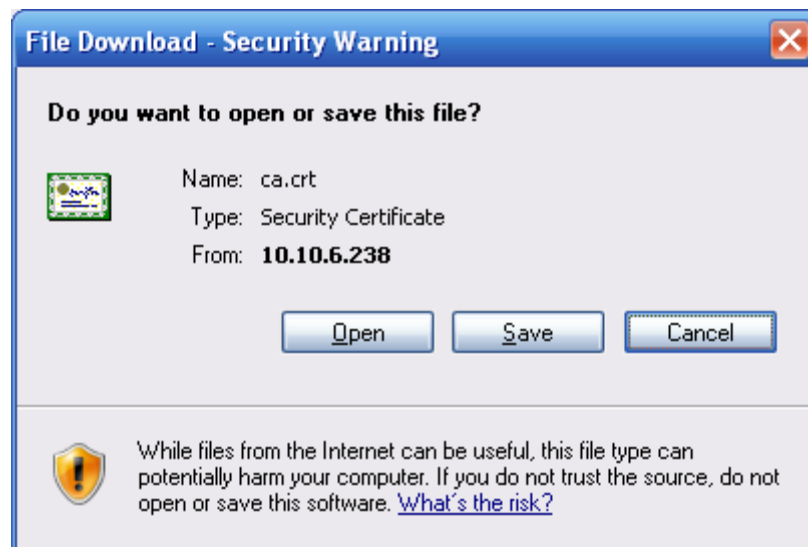 File Download - Security Warning
Do you want to open or save this file?
Name: ca.crt
Type: Security Certificate
From: 10.10.6.238
Open Save Cancel
While files from the Internet can be useful, this file type can
potentially harm your computer. If you do not trust the source, do not
open or save this software. What's the risk?